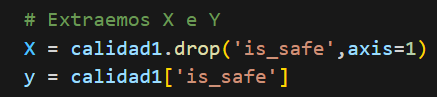 # Extraemos X e Y
X = calidad1.drop('is_safe',axis=1)
y = calidad1['is_safe']